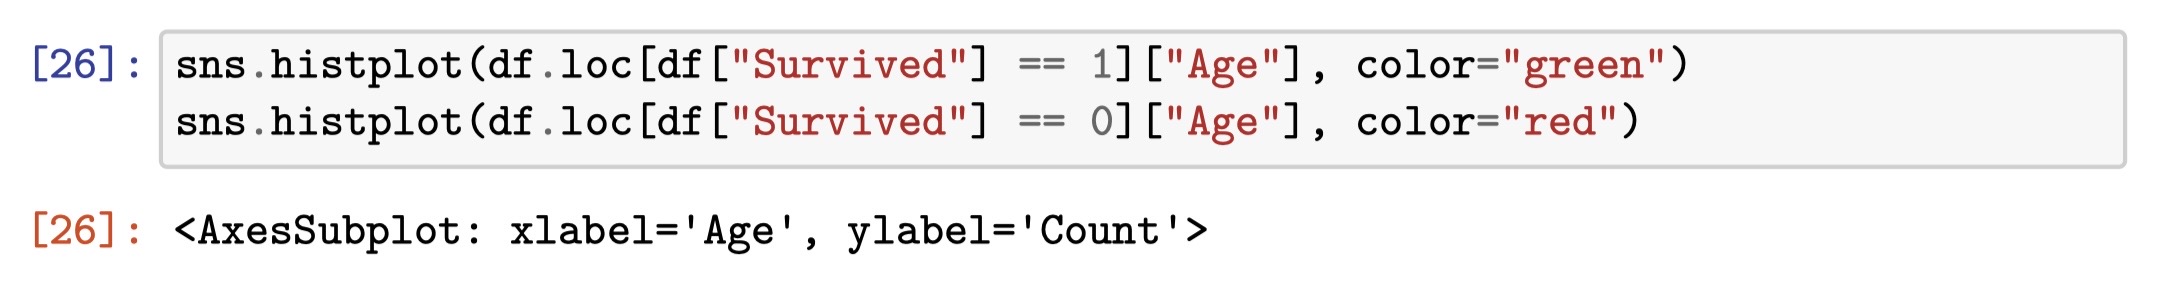 [26]: sns.histplot(df.loc[df["Survived"] == 1]["Age"], color="green")
sns.histplot(df.loc[df["Survived"] == 0]["Age"], color="red")
[26]: <AxesSubplot: xlabel='Age', ylabel='Count'>